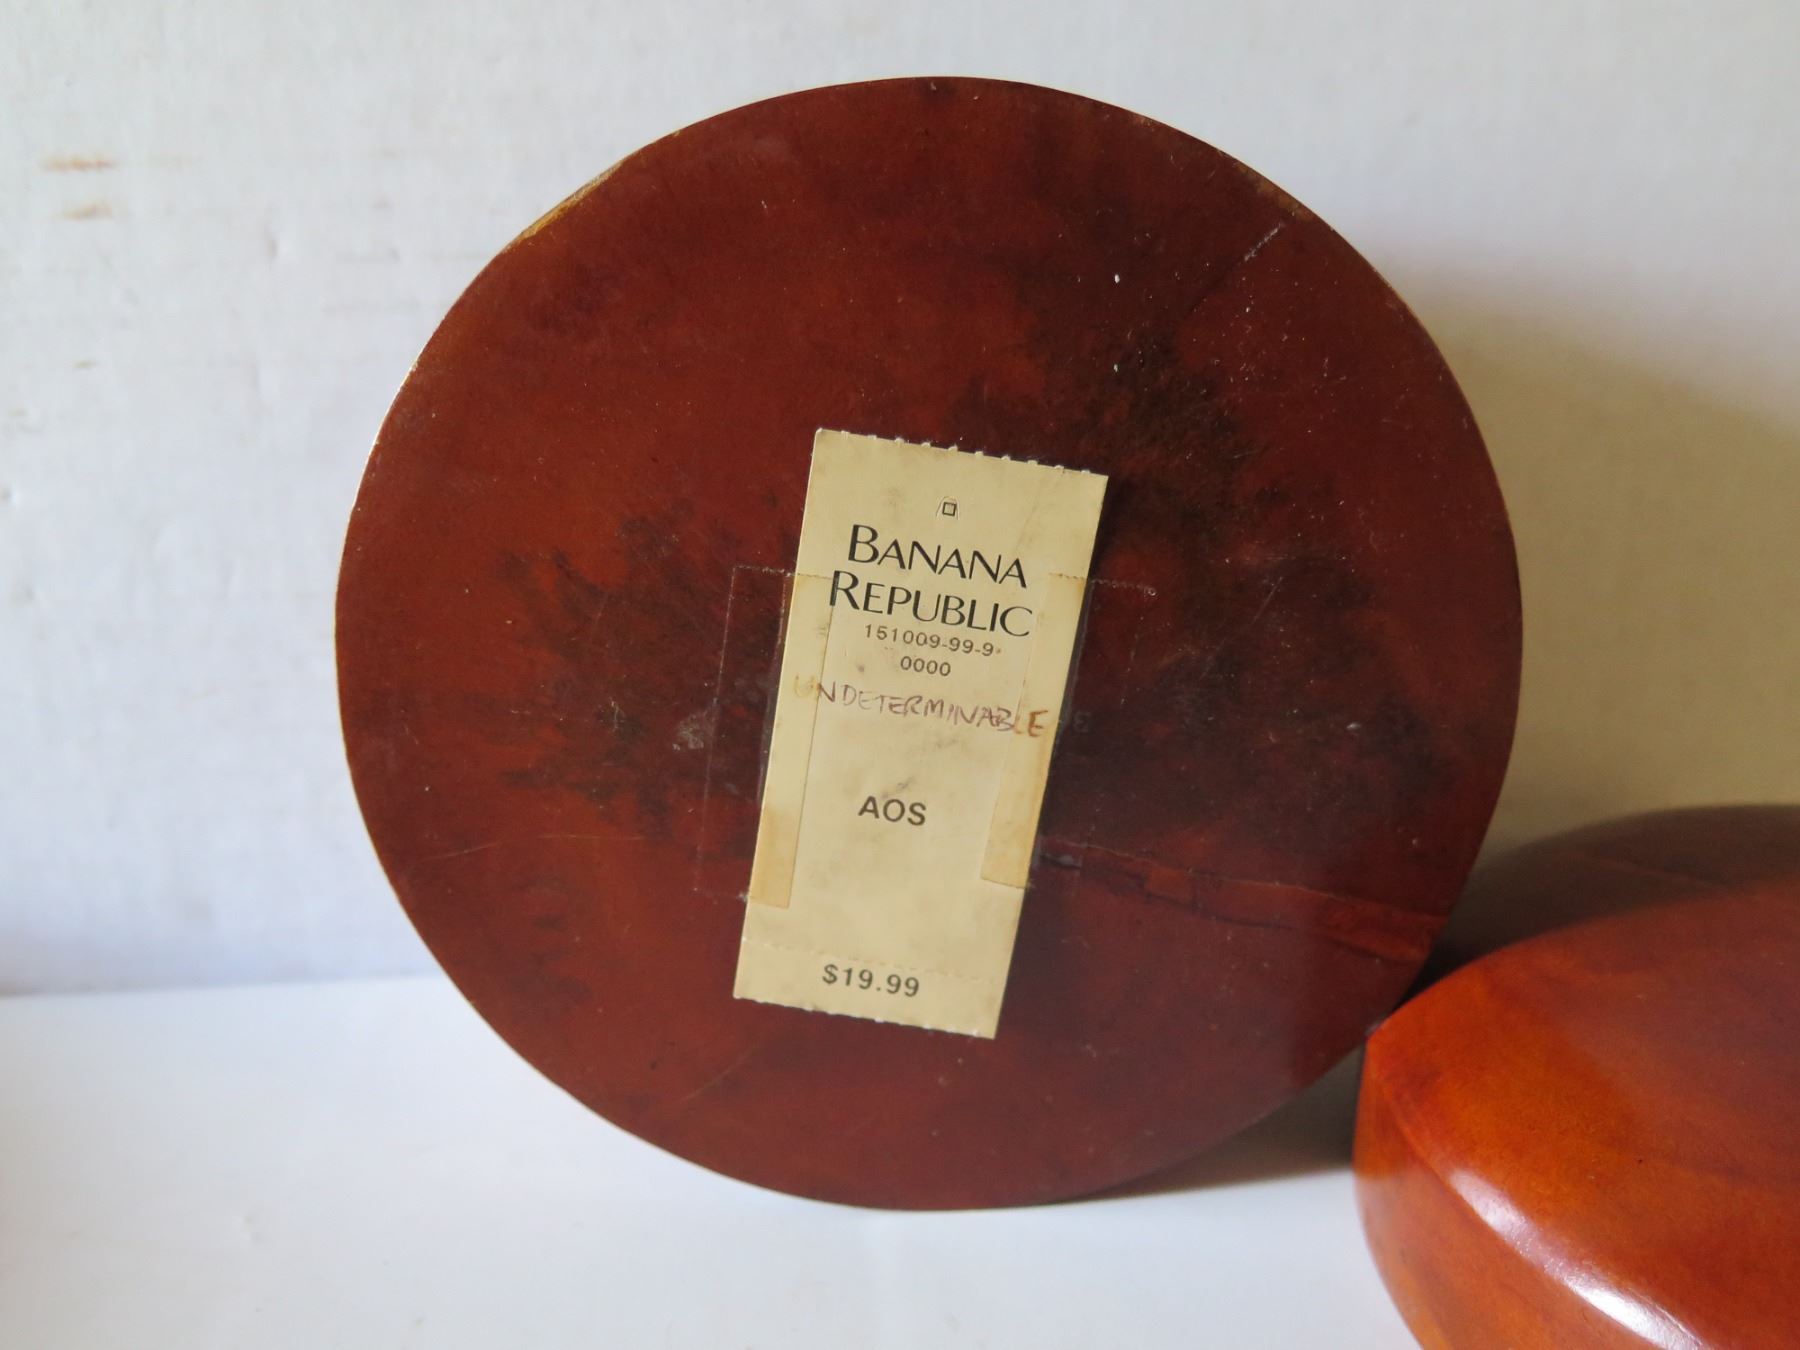 BANANA
REPUBLIC
151009-99-9
0000
UNDETERMINABLE
AOS
$19.99